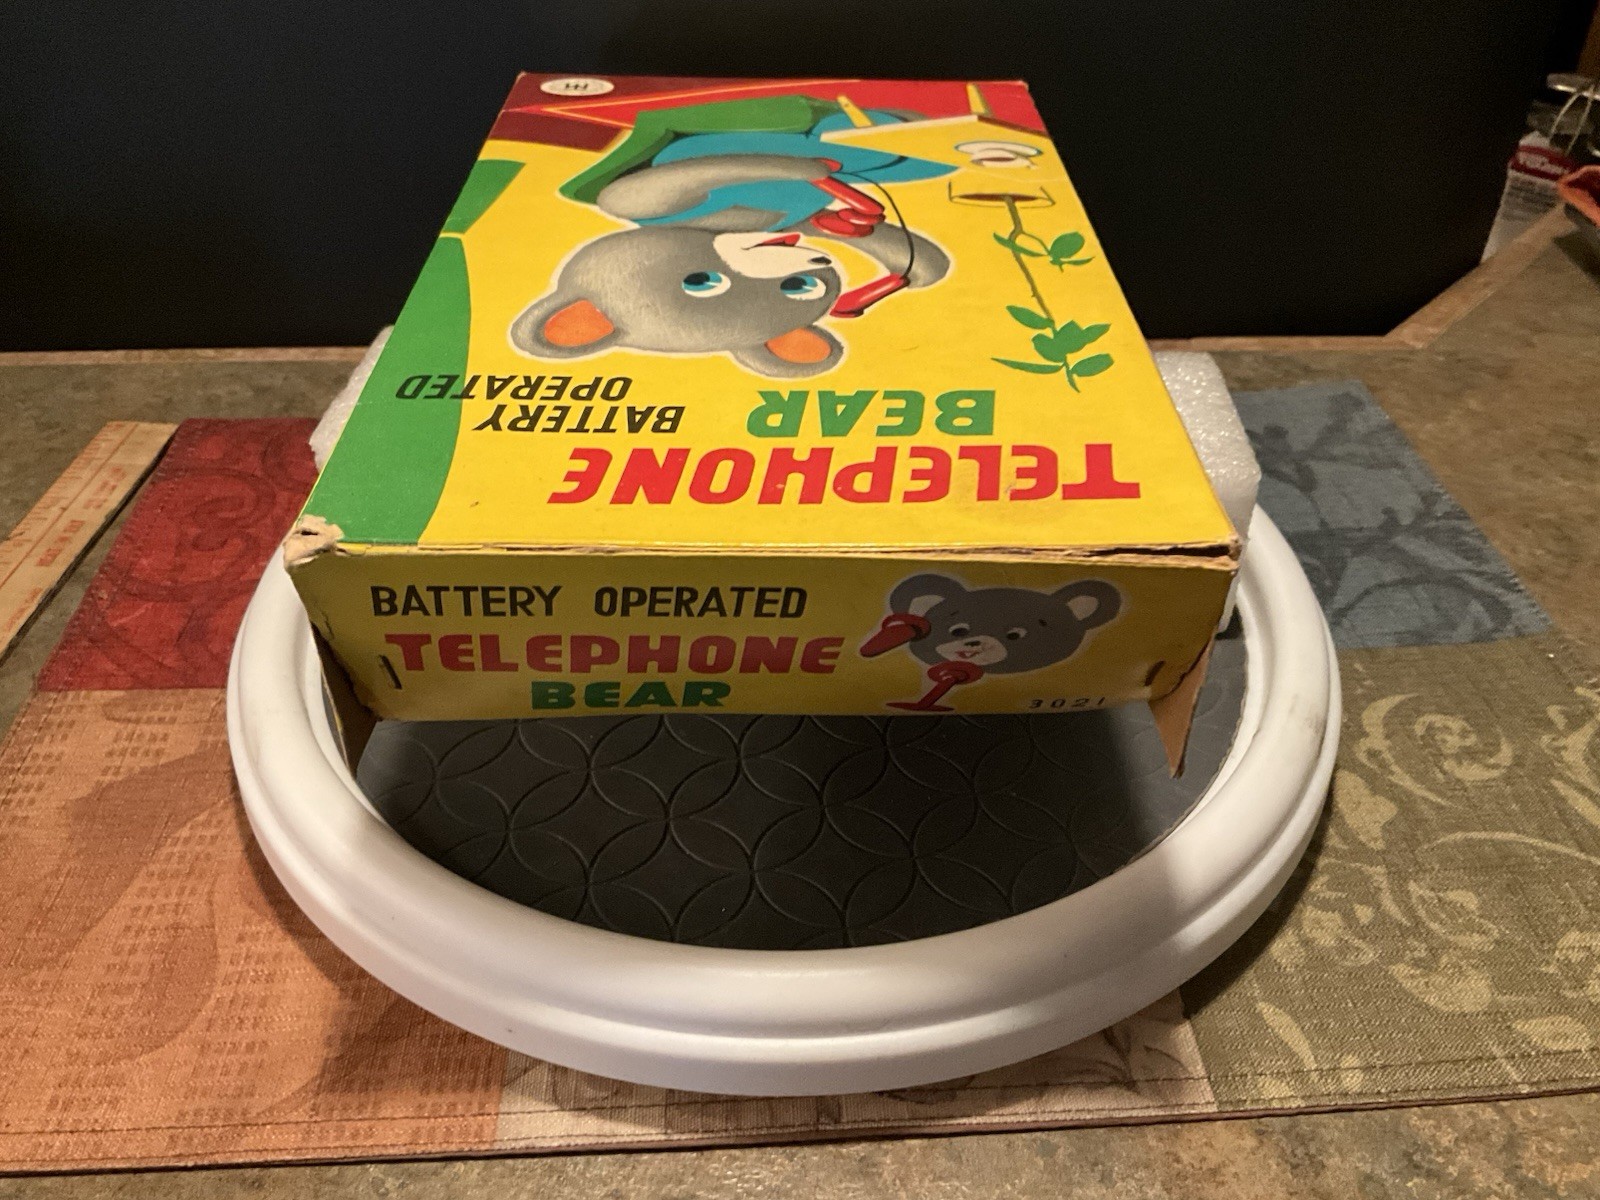 TELEPHONE
BEAR
BATTERY
OPERATED
BATTERY OPERATED
TELEPHONE
BEAR
3021